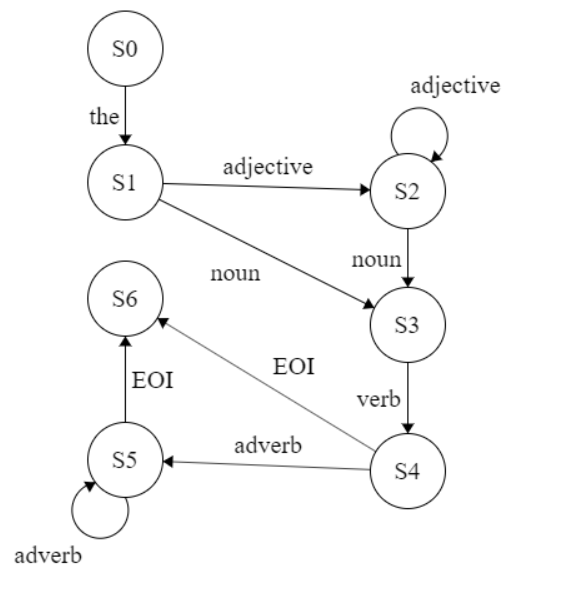 S0
adjective
the
adjective
S1
S2
noun
noun
S6
S3
EOI
EOI
verb
adverb
S5
S4
adverb